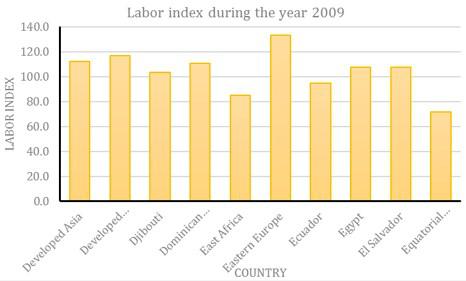 Labor index during the year 2009
LABOR INDEX
140.0
120.0
100.0
80.0
60.0
40.0
20.0
0.0
Developed Asia
Developed...
Djibouti
Dominican...
East Africa
Eastern Europe
Ecuador
Egypt
El Salvador
Equatorial...
COUNTRY